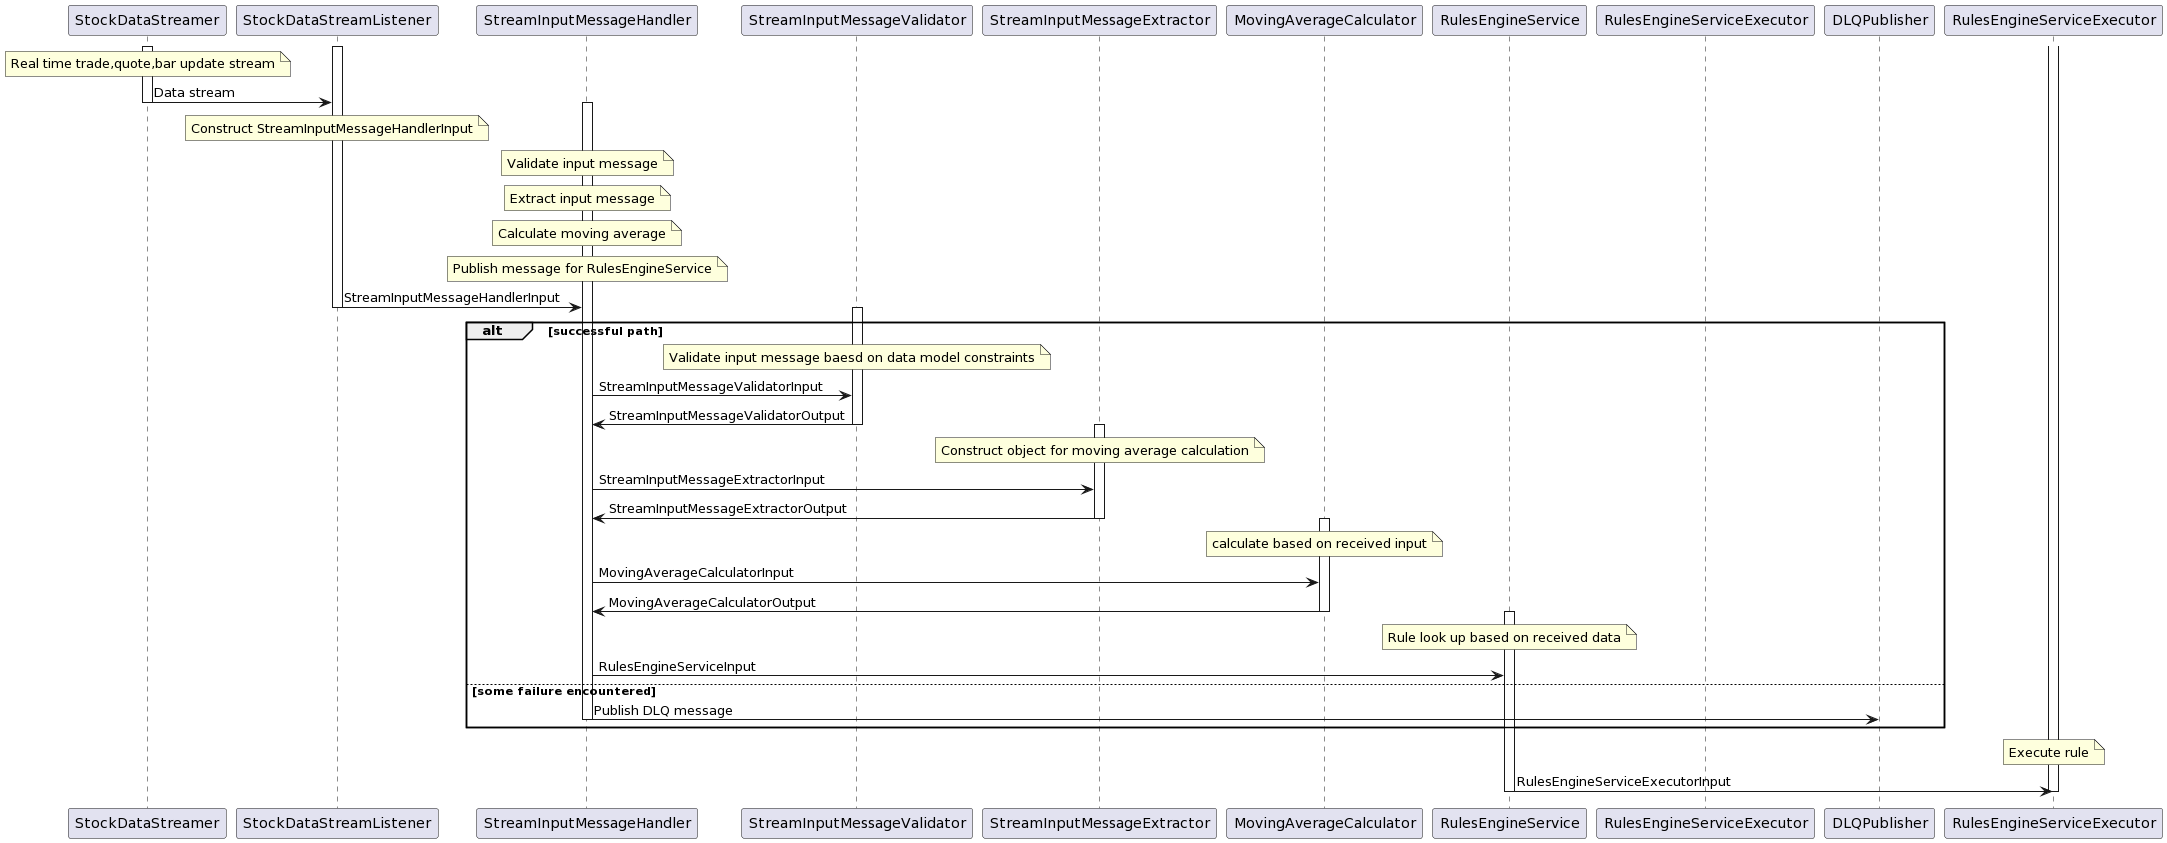 StockDataStreamer
StockDataStreamListener
StreamInputMessageHandler
StreamInputMessageValidator
StreamInputMessageExtractor
MovingAverageCalculator
RulesEngineService
RulesEngineServiceExecutor
DLQPublisher
RulesEngineServiceExecutor
Real time trade,quote,bar update stream
Data stream
Construct StreamInputMessageHandlerInput
Validate input message
Extract input message
Calculate moving average
Publish message for RulesEngineService
StreamInputMessageHandlerInput
alt
[successful path]
Validate input message baesd on data model constraints
StreamInputMessageValidatorInput
StreamInputMessageValidatorOutput
Construct object for moving average calculation
StreamInputMessageExtractorInput
StreamInputMessageExtractorOutput
calculate based on received input
MovingAverageCalculatorInput
MovingAverageCalculatorOutput
Rule look up based on received data
RulesEngineServiceInput
[some failure encountered]
Publish DLQ message
Execute rule
RulesEngineServiceExecutorInput
StockDataStreamer
StockDataStreamListener
StreamInputMessageHandler
StreamInputMessageValidator
StreamInputMessageExtractor
MovingAverageCalculator
RulesEngineService
RulesEngineServiceExecutor
DLQPublisher
RulesEngineServiceExecutor